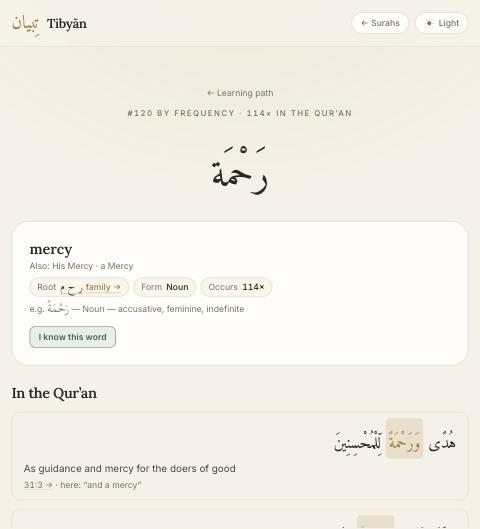 تِبيان Tibyān
← Surahs
☀ Light
← Learning path
#120 BY FREQUENCY · 114× IN THE QUR'AN
رَحْمَة
mercy
Also: His Mercy · a Mercy
Root ر ح م family →
Form Noun
Occurs 114×
e.g. رَحْمَةً — Noun — accusative, feminine, indefinite
I know this word
In the Qur’an
هُدًى وَرَحْمَةً لِّلْمُحْسِنِينَ
As guidance and mercy for the doers of good
31:3 → · here: “and a mercy”